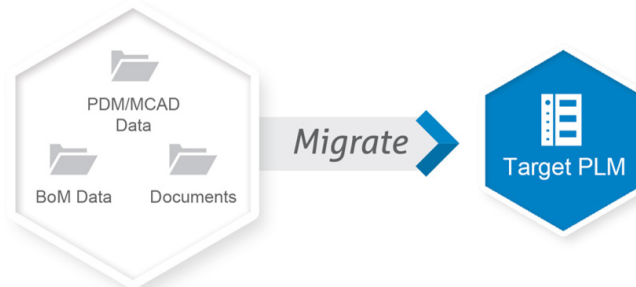 PDM/MCAD
Data
BoM Data
Documents
Migrate
Target PLM